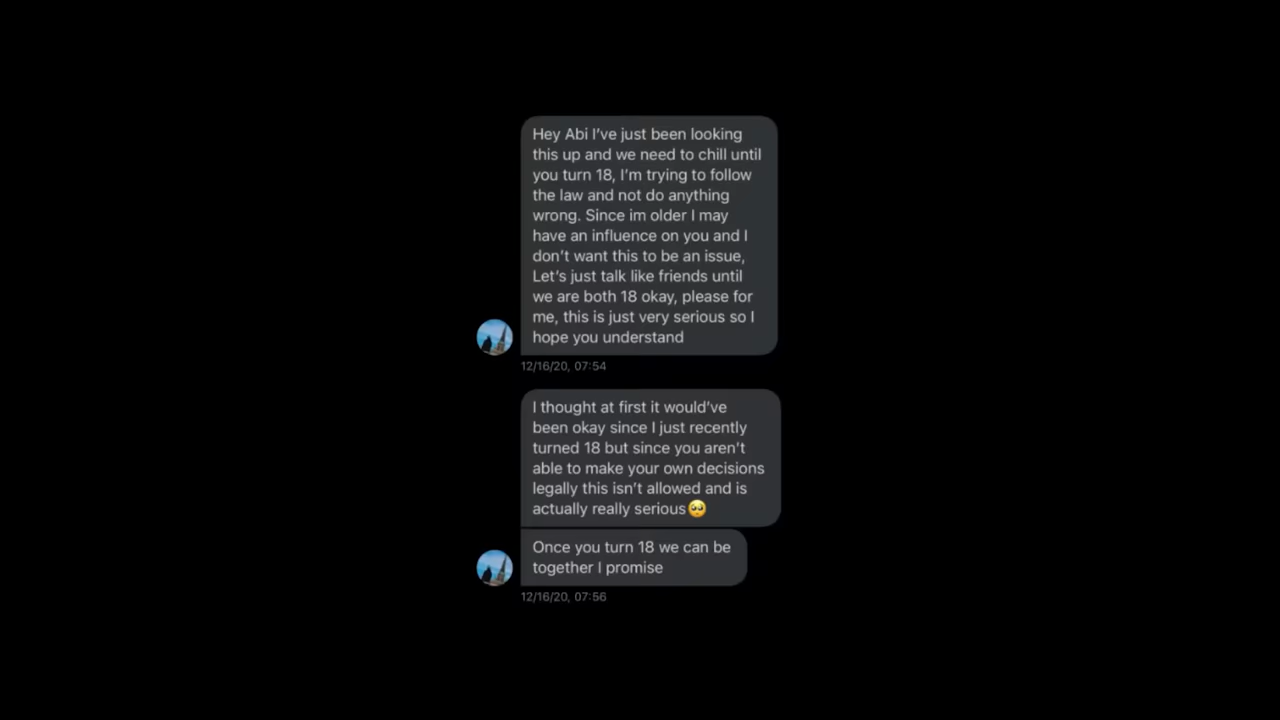 Hey Abi I've just been looking
this up and we need to chill until
you turn 18, I'm trying to follow
the law and not do anything
wrong. Since im older I may
have an influence on you and I
don't want this to be an issue,
Let's just talk like friends until
we are both 18 okay, please for
me, this is just very serious so I
hope you understand
12/16/20, 07:54
I thought at first it would've
been okay since I just recently
turned 18 but since you aren't
able to make your own decisions
legally this isn't allowed and is
actually really serious🥺
Once you turn 18 we can be
together I promise
12/16/20, 07:56